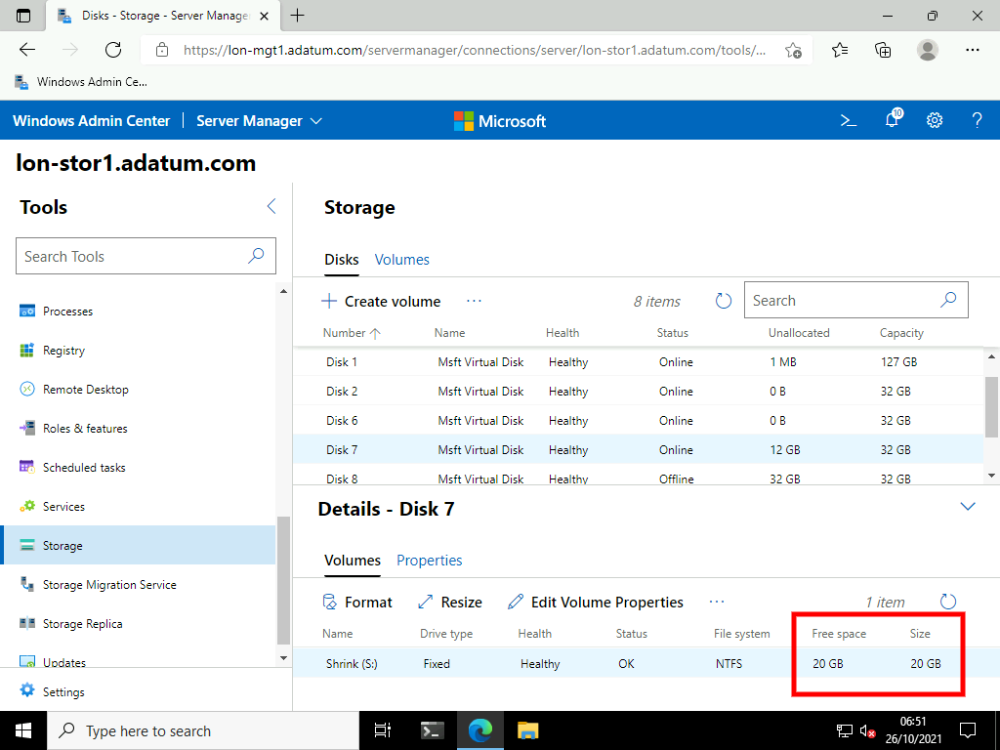 Disks - Storage - Server Manage
https://lon-mgt1.adatum.com/servermanager/connections/server/lon-stor1.adatum.com/tools/...
Windows Admin Ce...
Windows Admin Center | Server Manager
Microsoft
10
?
lon-stor1.adatum.com
Tools
Search Tools
Processes
Registry
Remote Desktop
Roles & features
Scheduled tasks
Services
Storage
Storage Migration Service
Storage Replica
Updates
Settings
Storage
Disks Volumes
Create volume ... 8 items Search
Number Name Health Status Unallocated Capacity
Disk 1 Msft Virtual Disk Healthy Online 1 MB 127 GB
Disk 2 Msft Virtual Disk Healthy Online 0 B 32 GB
Disk 6 Msft Virtual Disk Healthy Online 0 B 32 GB
Disk 7 Msft Virtual Disk Healthy Online 12 GB 32 GB
Disk 8 Msft Virtual Disk Healthy Offline 32 GB 32 GB
Details - Disk 7
Volumes Properties
Format Resize Edit Volume Properties ... 1 item
Name Drive type Health Status File system Free space Size
Shrink (S:) Fixed Healthy OK NTFS 20 GB 20 GB
Type here to search
06:51
26/10/2021